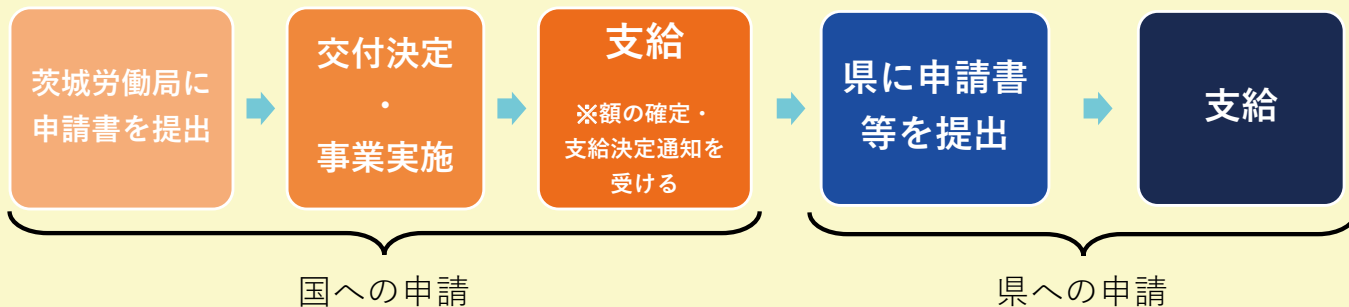 茨城労働局に
申請書を提出
交付決定
・
事業実施
支給
※額の確定・
支給決定通知を
受ける
県に申請書
等を提出
支給
国への申請
県への申請